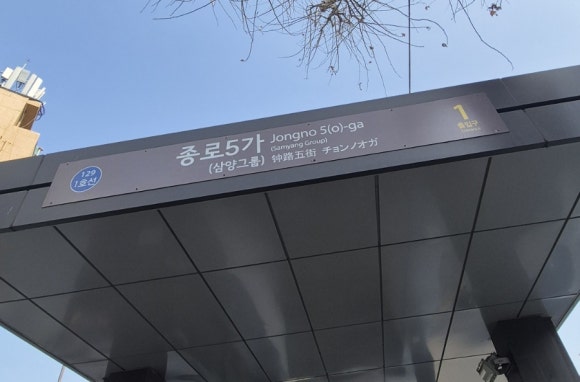 129
1호선
종로5가 Jongno 5(o)-ga
(삼양그룹) (Samyang Group)
钟路五街 チョンノオガ
1
출입구